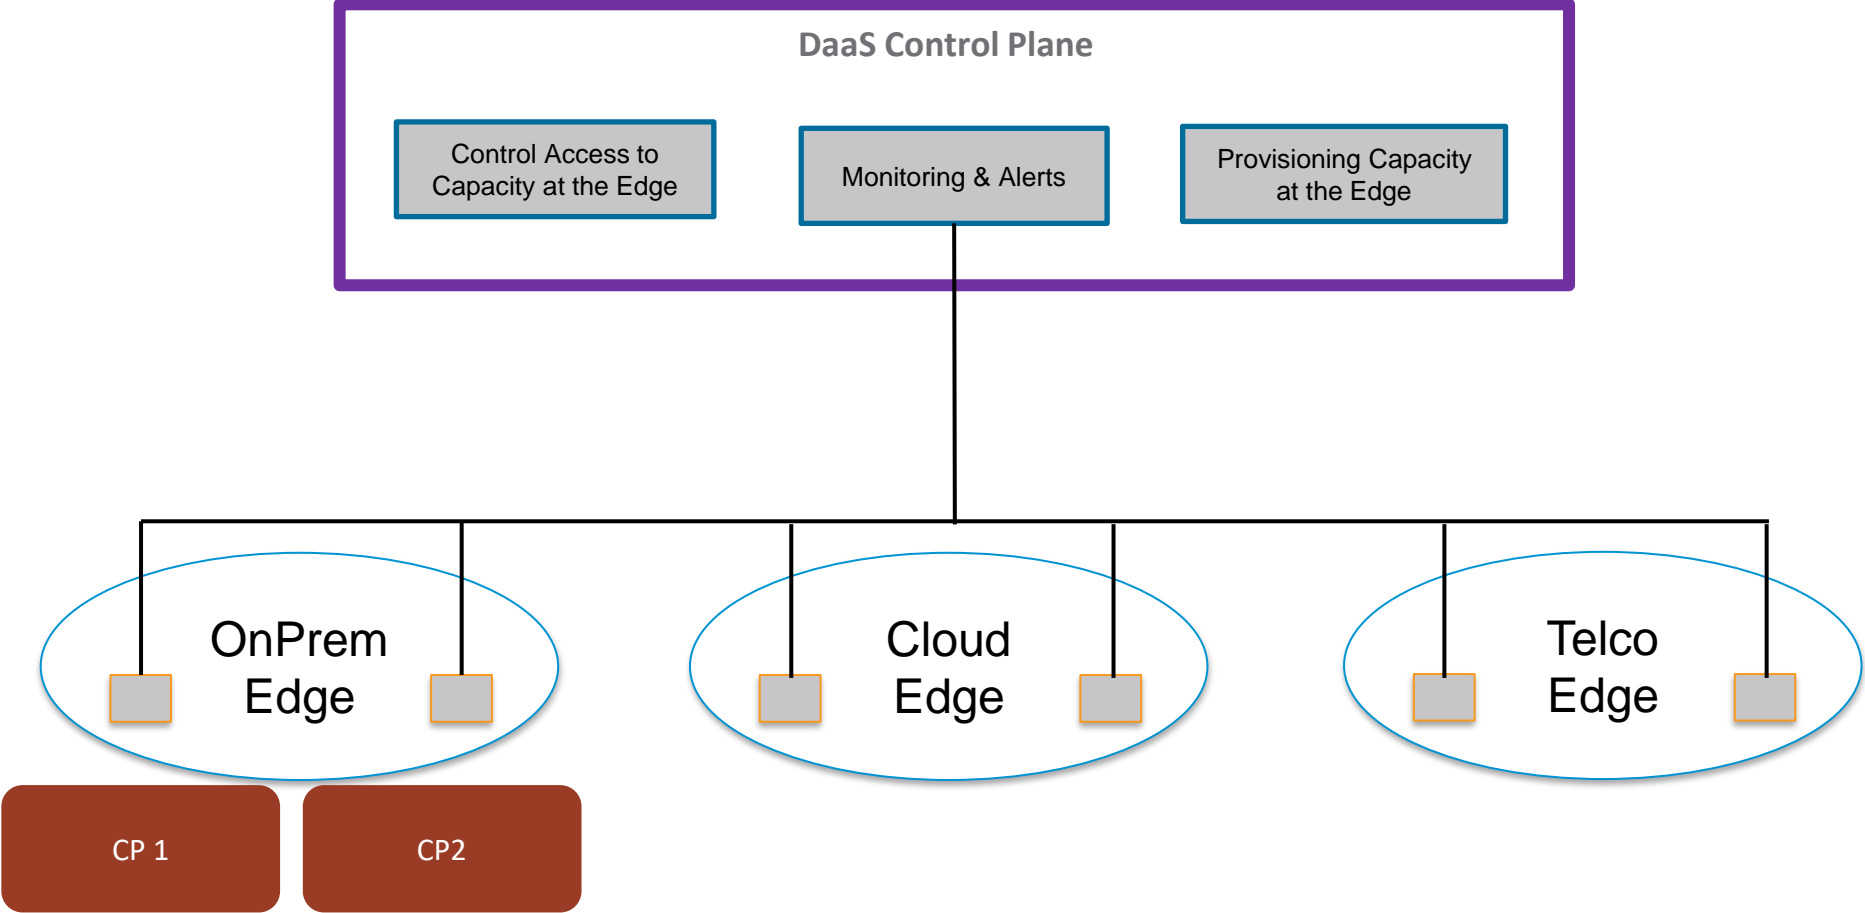 DaaS Control Plane
Control Access to
Capacity at the Edge
Monitoring & Alerts
Provisioning Capacity
at the Edge
OnPrem
Edge
Cloud
Edge
Telco
Edge
CP 1
CP2